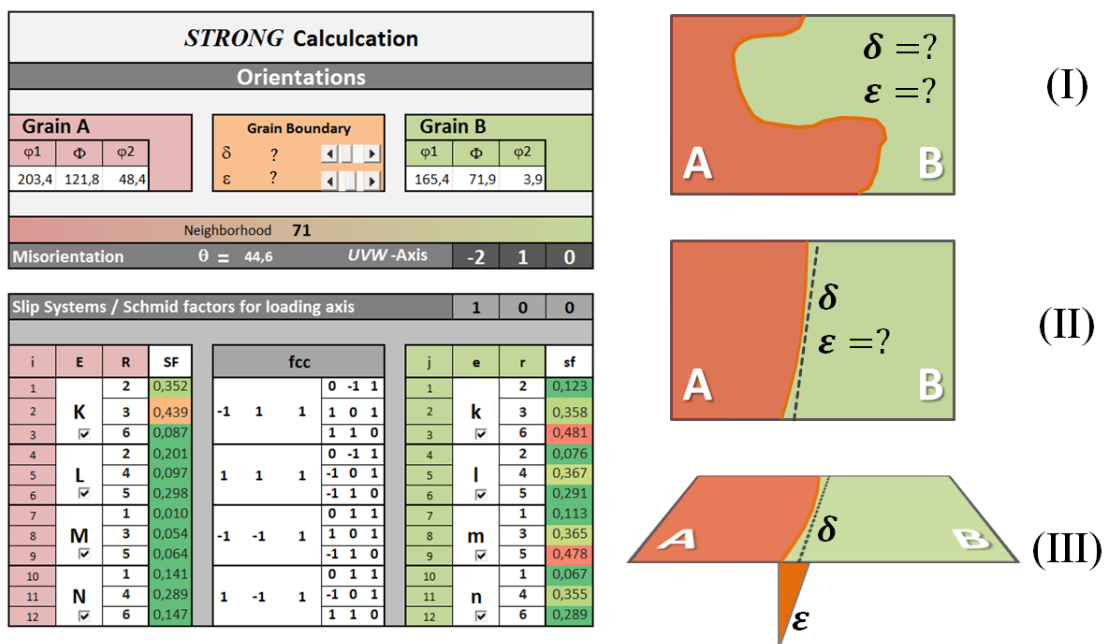 STRONG Calculcation
Orientations
Grain A
φ1 Φ φ2
203,4 121,8 48,4
Grain Boundary
δ ?
ε ?
Grain B
φ1 Φ φ2
165,4 71,9 3,9
Neighborhood 71
Misorientation θ = 44,6 UVW -Axis -2 1 0
Slip Systems / Schmid factors for loading axis 1 0 0
i E R SF fcc j e r sf
1 2 0,352 0 -1 1 1 2 0,123
2 K 3 0,439 -1 1 1 1 0 1 2 k 3 0,358
3 6 0,087 1 1 0 3 6 0,481
4 2 0,201 0 -1 1 4 2 0,076
5 L 4 0,097 1 1 1 -1 0 1 5 l 4 0,367
6 5 0,298 -1 1 0 6 5 0,291
7 1 0,010 0 1 1 7 1 0,113
8 M 3 0,054 -1 -1 1 1 0 1 8 m 3 0,365
9 5 0,064 -1 1 0 9 5 0,478
10 1 0,141 0 1 1 10 1 0,067
11 N 4 0,289 1 -1 1 -1 0 1 11 n 4 0,355
12 6 0,147 1 1 0 12 6 0,289
δ =?
ε =?
A B
(I)
δ
ε =?
A B
(II)
A δ B
ε
(III)